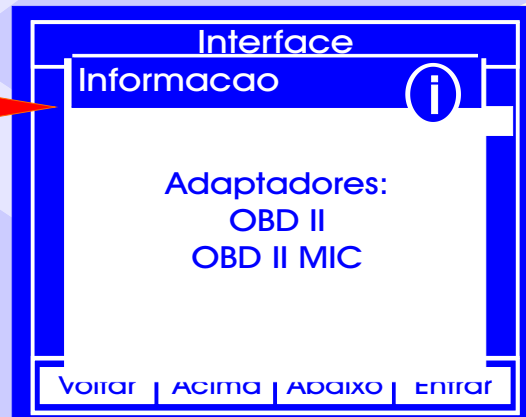 Interface
Informacao
i
Adaptadores:
OBD II
OBD II MIC
Voltar Acima Abaixo Entrar